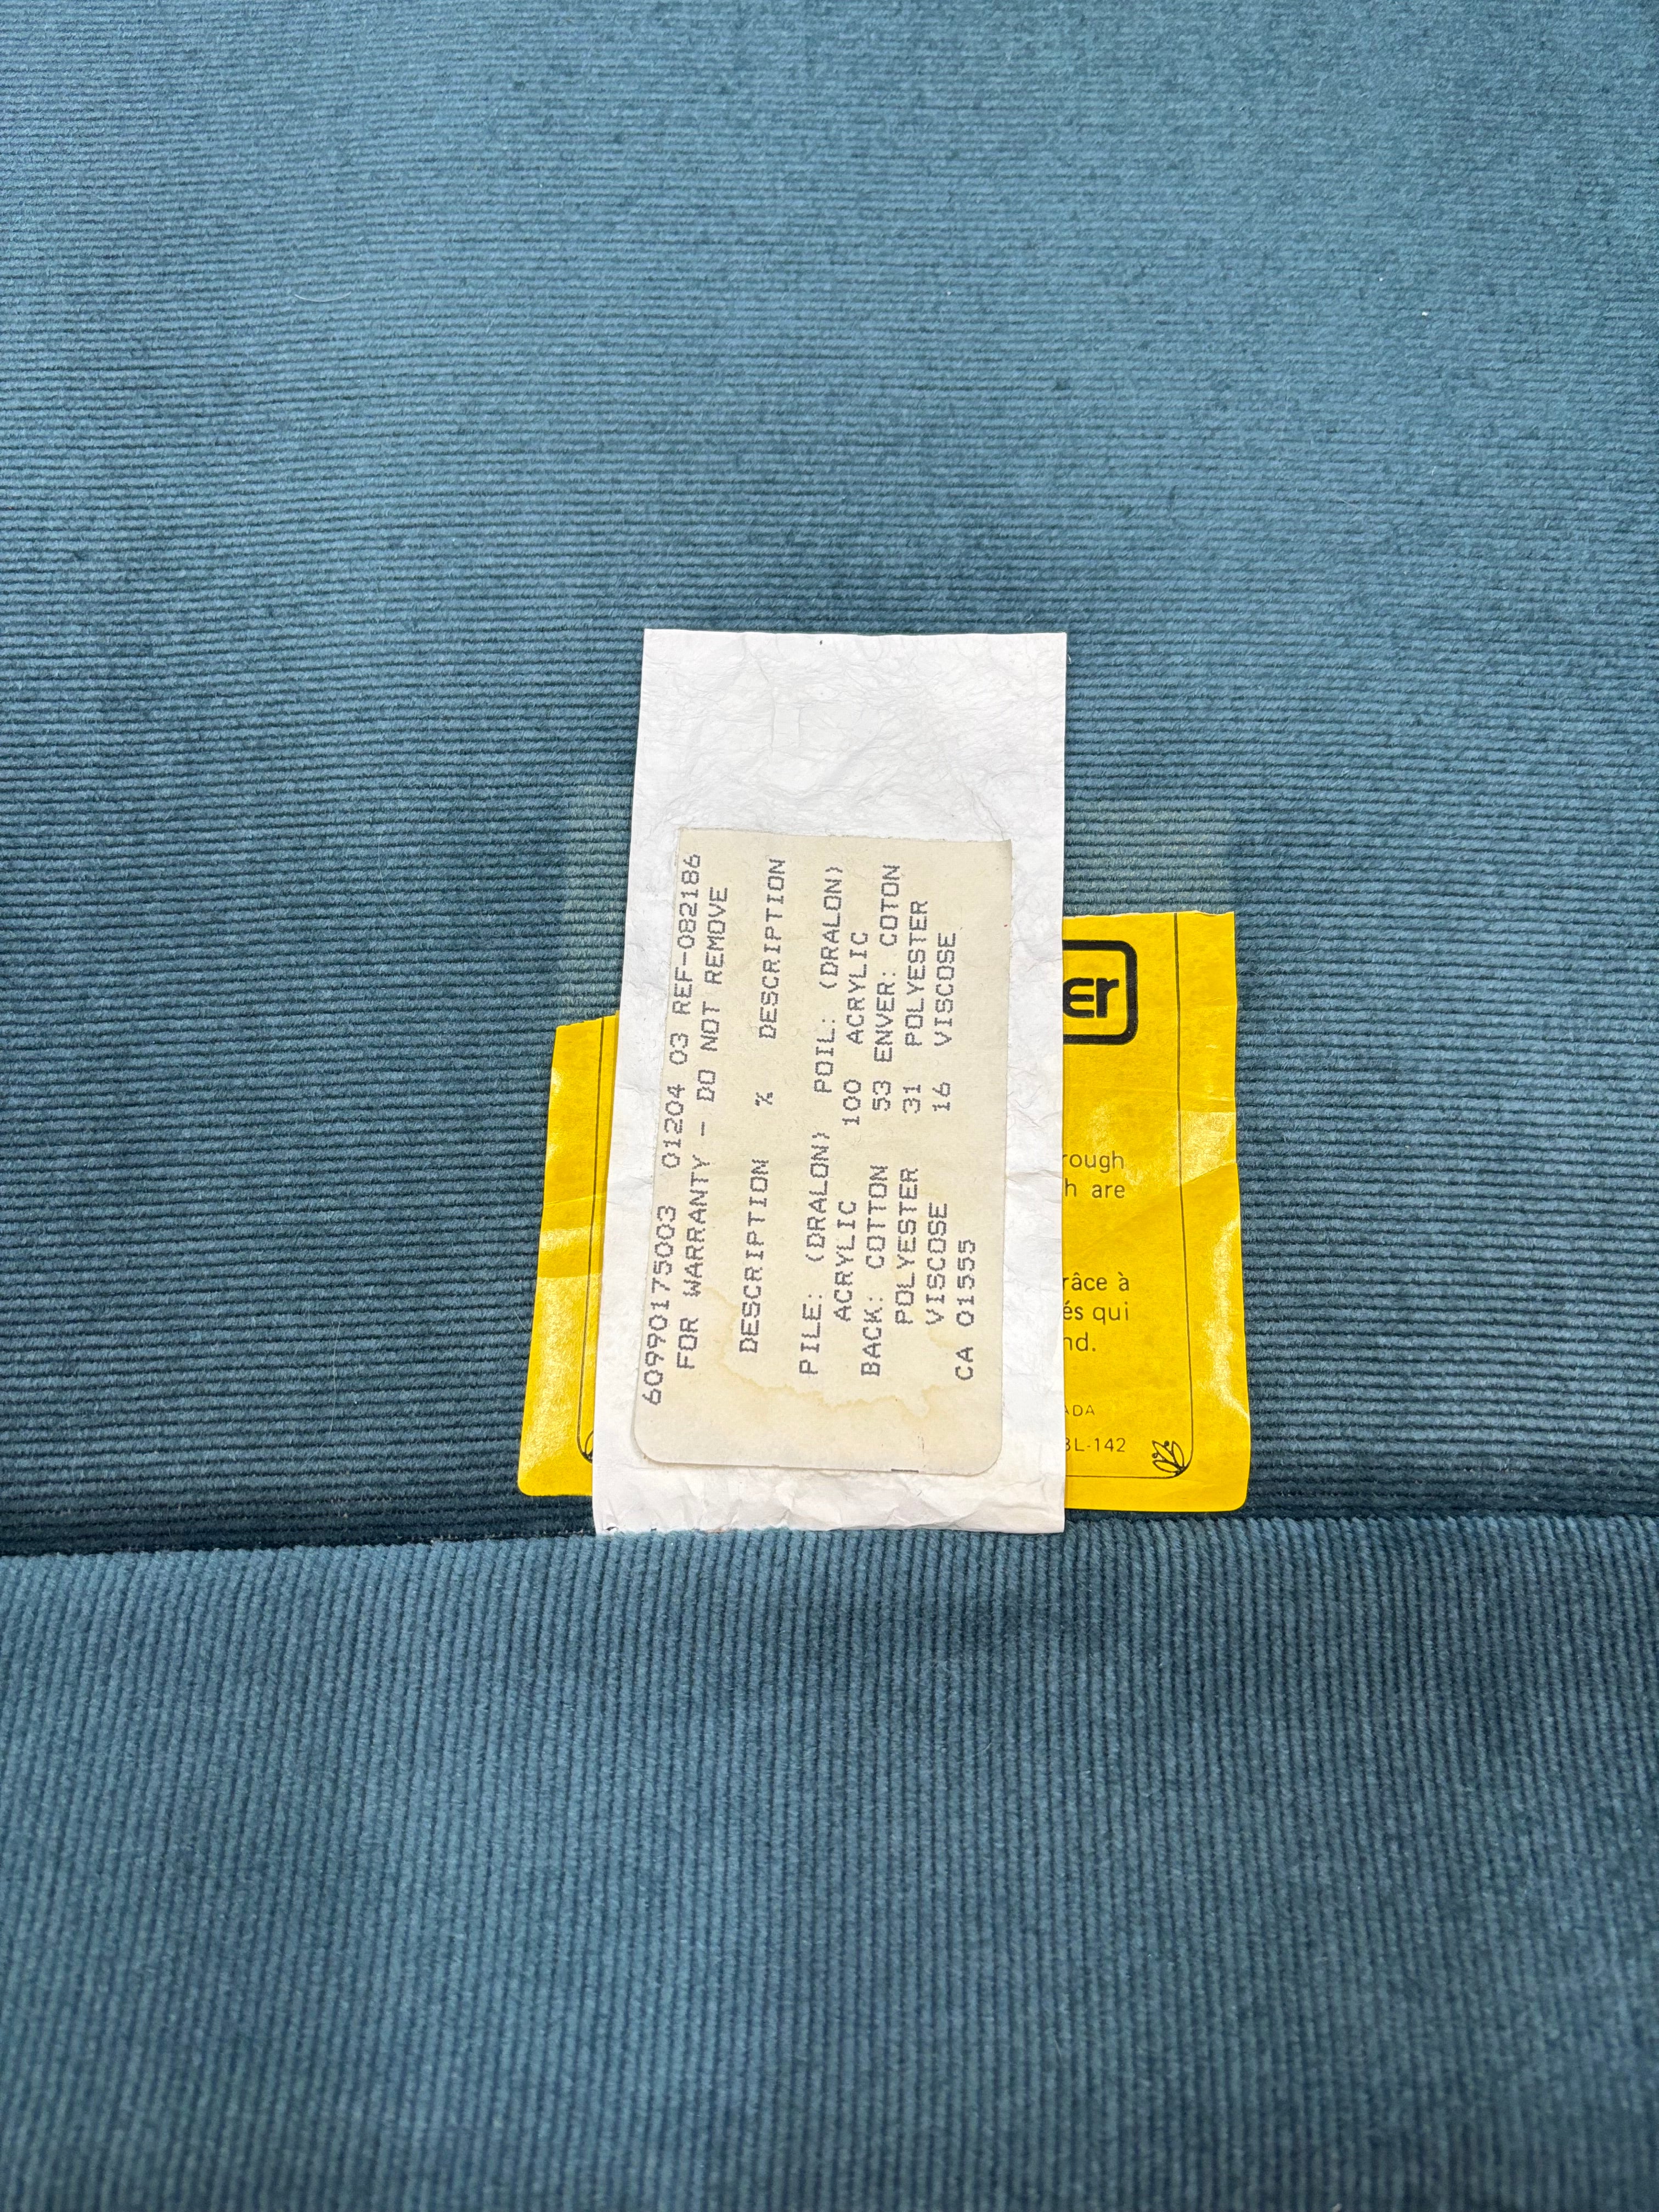 60990175003 01204 03 REF-082186
FOR WARRANTY - DO NOT REMOVE
DESCRIPTION % DESCRIPTION
PILE: (DRALON) POIL: (DRALON)
ACRYLIC 100 ACRYLIC
BACK: COTTON 53 ENVER: COTON
POLYESTER 31 POLYESTER
VISCOSE 16 VISCOSE
CA 01555
er
rough
h are
râce à
és qui
nd.
ADA
BL-142